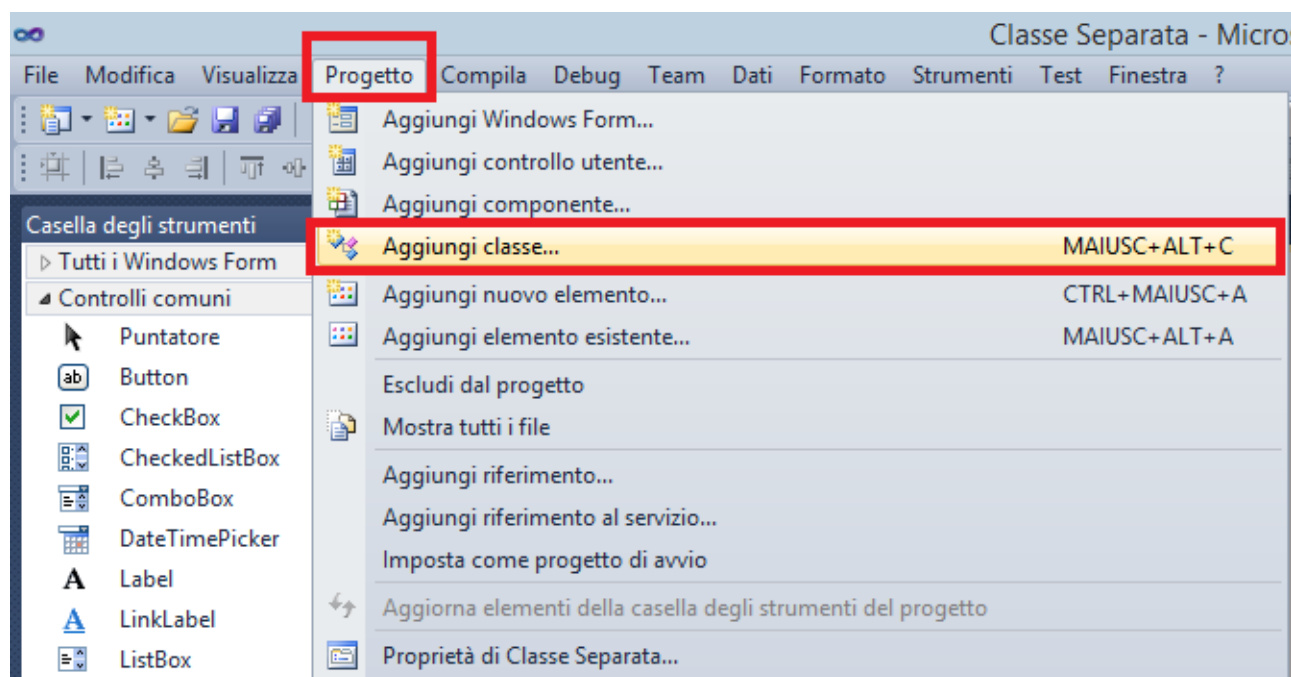 Classe Separata - Micros
File Modifica Visualizza Progetto Compila Debug Team Dati Formato Strumenti Test Finestra ?
Aggiungi Windows Form...
Aggiungi controllo utente...
Aggiungi componente...
Aggiungi classe... MAIUSC+ALT+C
Aggiungi nuovo elemento... CTRL+MAIUSC+A
Aggiungi elemento esistente... MAIUSC+ALT+A
Escludi dal progetto
Mostra tutti i file
Aggiungi riferimento...
Aggiungi riferimento al servizio...
Imposta come progetto di avvio
Aggiorna elementi della casella degli strumenti del progetto
Proprietà di Classe Separata...
Casella degli strumenti
Tutti i Windows Form
Controlli comuni
Puntatore
ab Button
CheckBox
CheckedListBox
ComboBox
DateTimePicker
A Label
A LinkLabel
ListBox